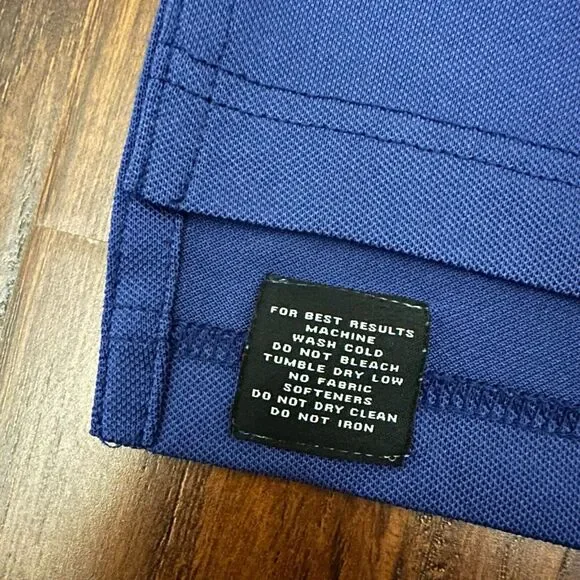 FOR BEST RESULTS
MACHINE
WASH COLD
DO NOT BLEACH
TUMBLE DRY LOW
NO FABRIC
SOFTENERS
DO NOT DRY CLEAN
DO NOT IRON